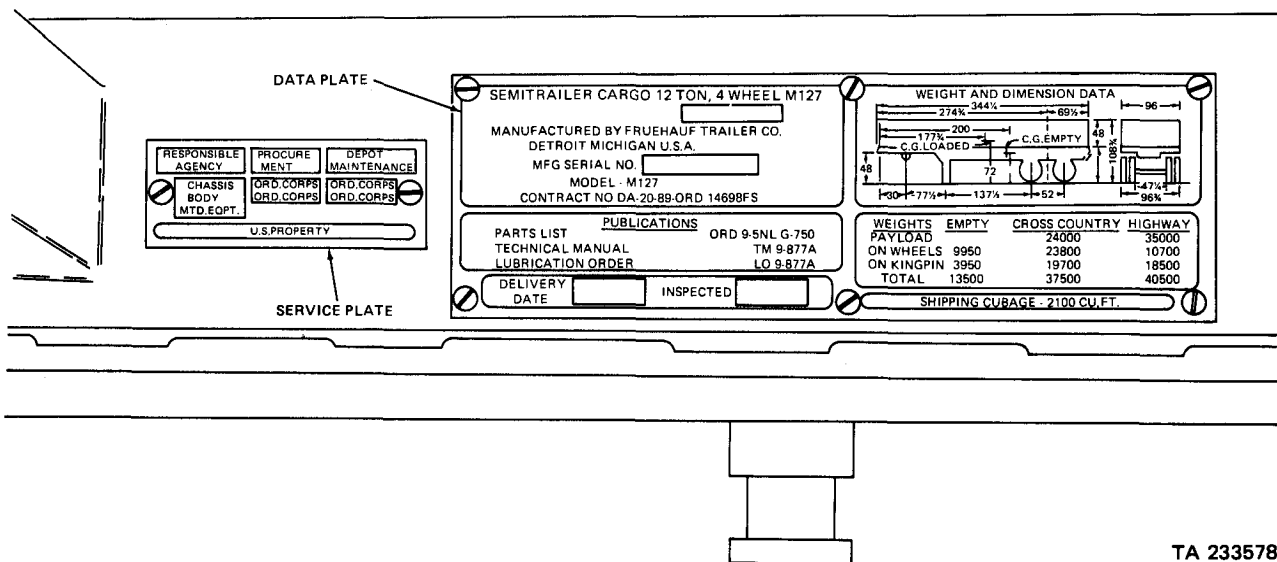 DATA PLATE
SEMITRAILER CARGO 12 TON, 4 WHEEL M127
MANUFACTURED BY FRUEHAUF TRAILER CO.
DETROIT MICHIGAN U.S.A.
MFG SERIAL NO.
MODEL - M127
CONTRACT NO DA-20-89-ORD 14698FS
PUBLICATIONS
PARTS LIST ORD 9-5NL G-750
TECHNICAL MANUAL TM 9-877A
LUBRICATION ORDER LO 9-877A
DELIVERY DATE INSPECTED
WEIGHT AND DIMENSION DATA
344¼
274¾ 69½
96
200
177¾
C.G.LOADED C.G.EMPTY
48
48
108¾
72
30 77½ 137½ 52
47¼
96¾
WEIGHTS EMPTY CROSS COUNTRY HIGHWAY
PAYLOAD 24000 35000
ON WHEELS 9950 23800 10700
ON KINGPIN 3950 19700 18500
TOTAL 13500 37500 40500
SHIPPING CUBAGE - 2100 CU,FT.
RESPONSIBLE AGENCY PROCURE MENT DEPOT MAINTENANCE
CHASSIS ORD.CORPS ORD.CORPS
BODY ORD.CORPS ORD.CORPS
MTD.EQPT.
U.S.PROPERTY
SERVICE PLATE
TA 233578